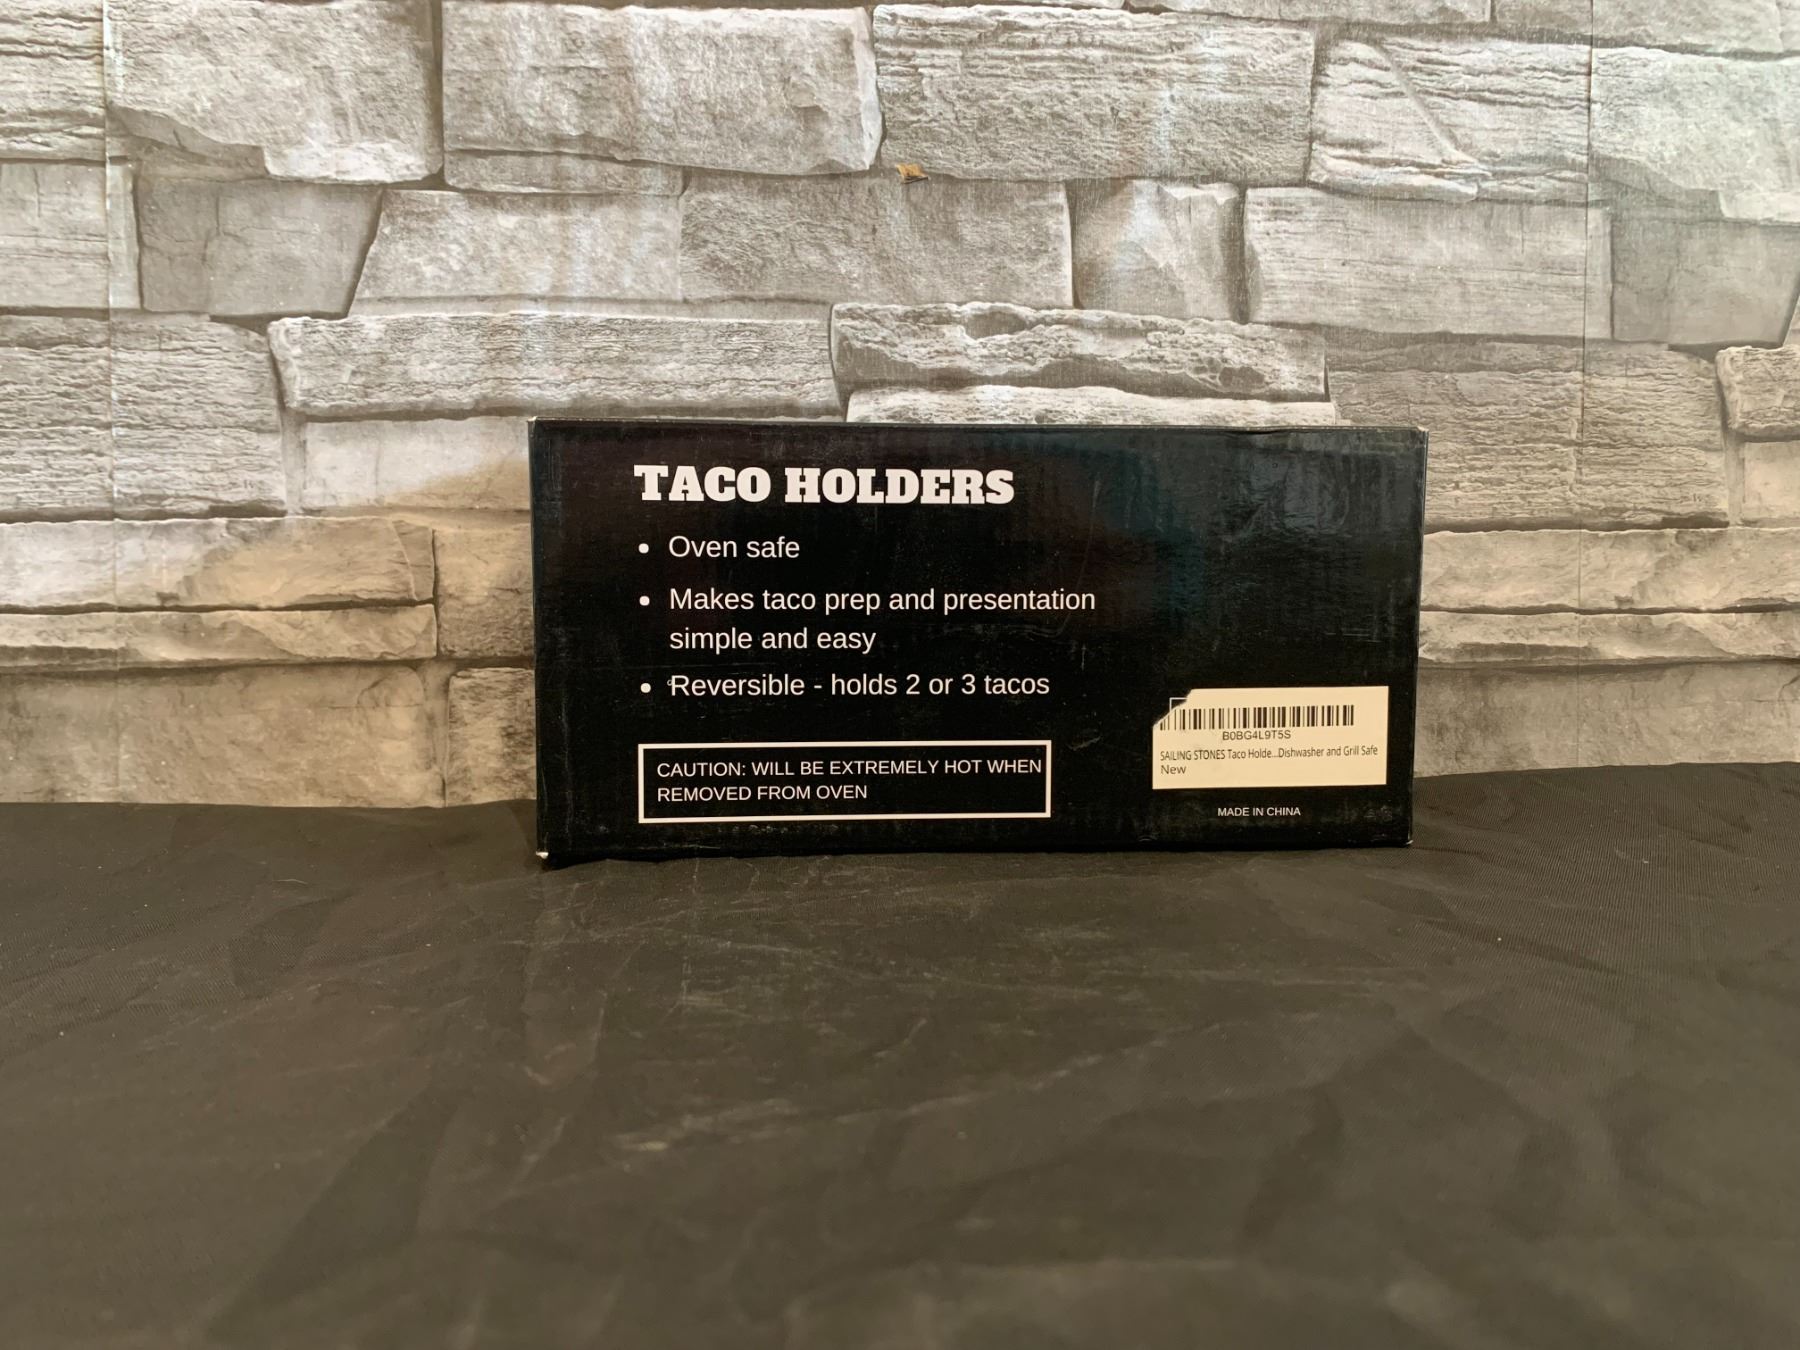 TACO HOLDERS
• Oven safe
• Makes taco prep and presentation
simple and easy
• Reversible - holds 2 or 3 tacos
CAUTION: WILL BE EXTREMELY HOT WHEN
REMOVED FROM OVEN
B0BG4L9T5S
SAILING STONES Taco Holde...Dishwasher and Grill Safe
New
MADE IN CHINA